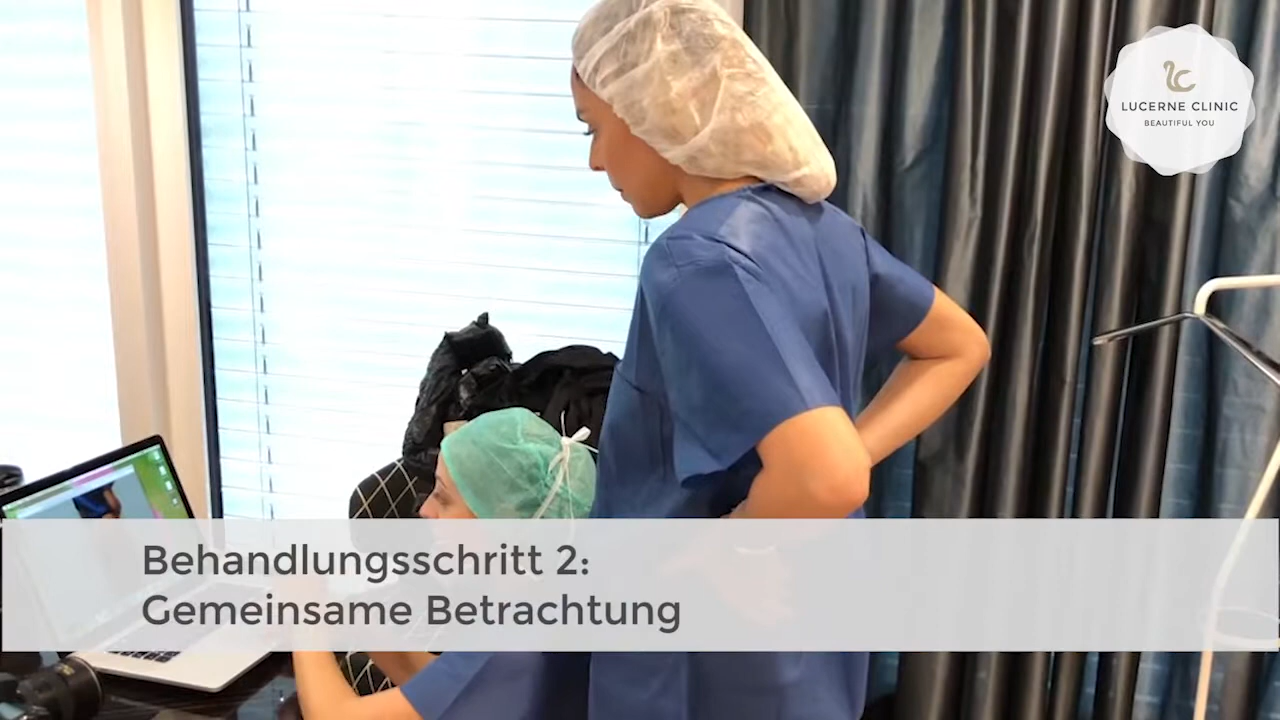 LUCERNE CLINIC
BEAUTIFUL YOU
Behandlungsschritt 2:
Gemeinsame Betrachtung